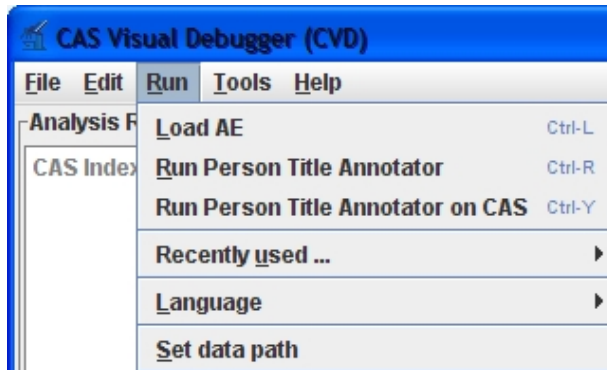 CAS Visual Debugger (CVD)
File Edit Run Tools Help
Analysis R
CAS Index
Load AE Ctrl-L
Run Person Title Annotator Ctrl-R
Run Person Title Annotator on CAS Ctrl-Y
Recently used ...
Language
Set data path